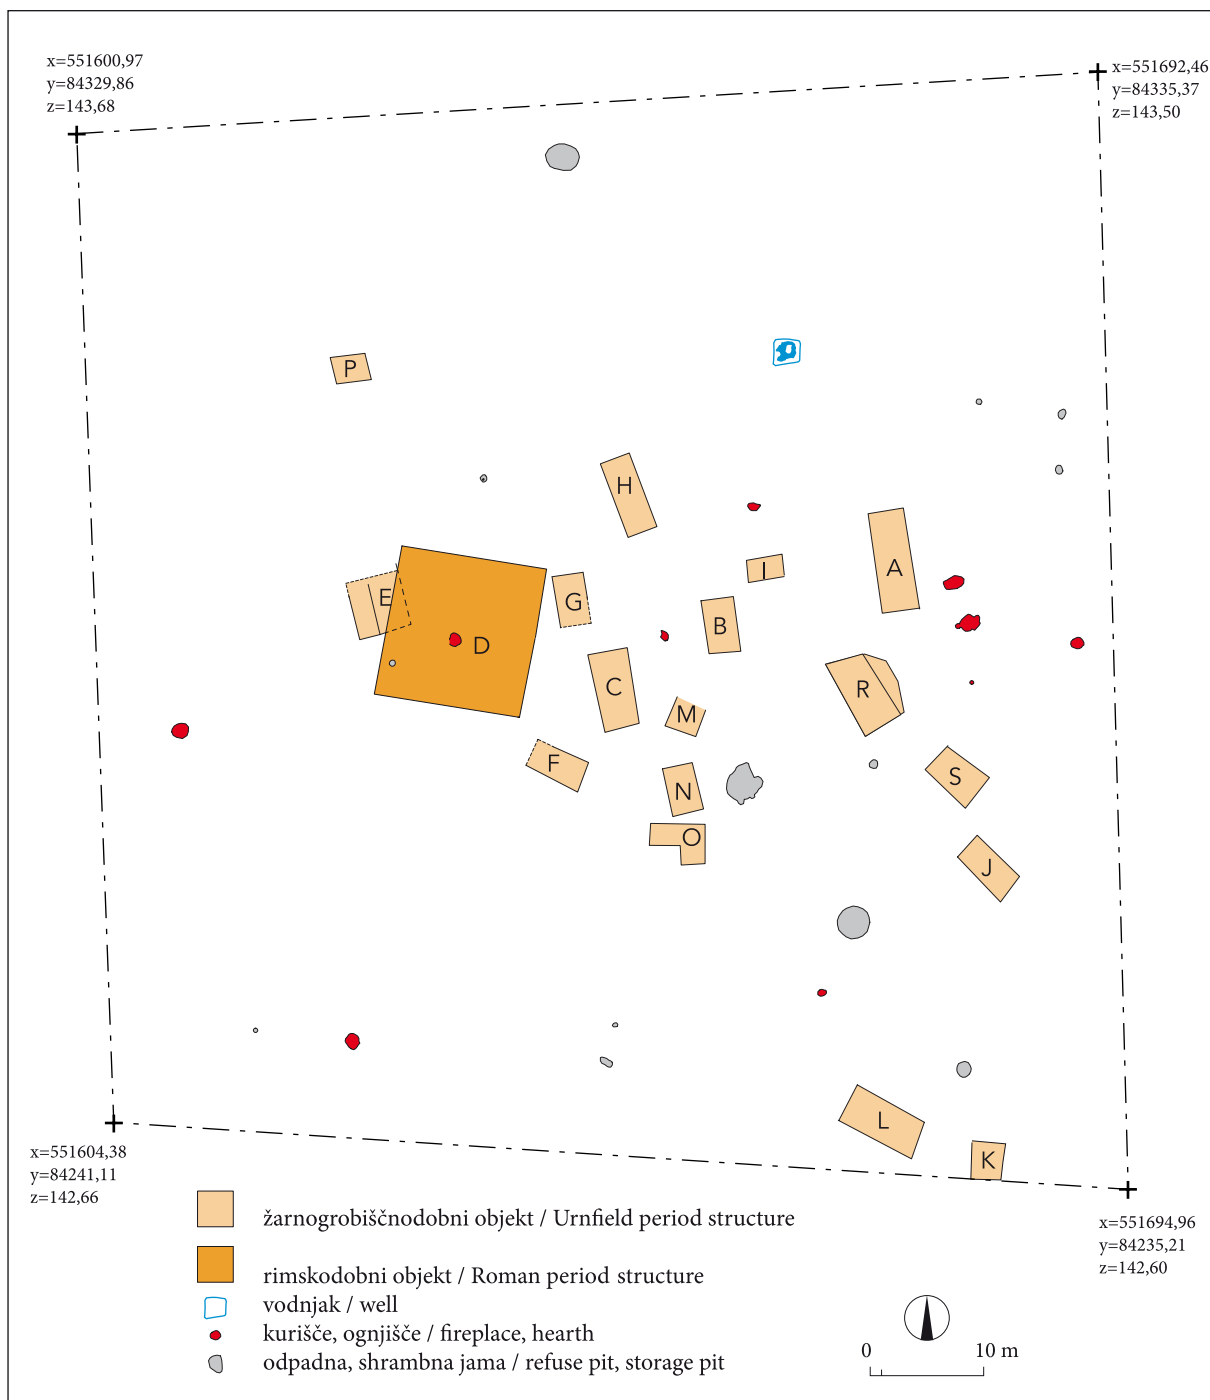 x=551600,97
y=84329,86
z=143,68
x=551692,46
y=84335,37
z=143,50
P
H
A
I
E
G
B
D
C
R
M
F
S
N
O
J
L
K
x=551604,38
y=84241,11
z=142,66
x=551694,96
y=84235,21
z=142,60
žarnogrobiščnodobni objekt / Urnfield period structure
rimskodobni objekt / Roman period structure
vodnjak / well
kurišče, ognjišče / fireplace, hearth
odpadna, shrambna jama / refuse pit, storage pit
0 10 m